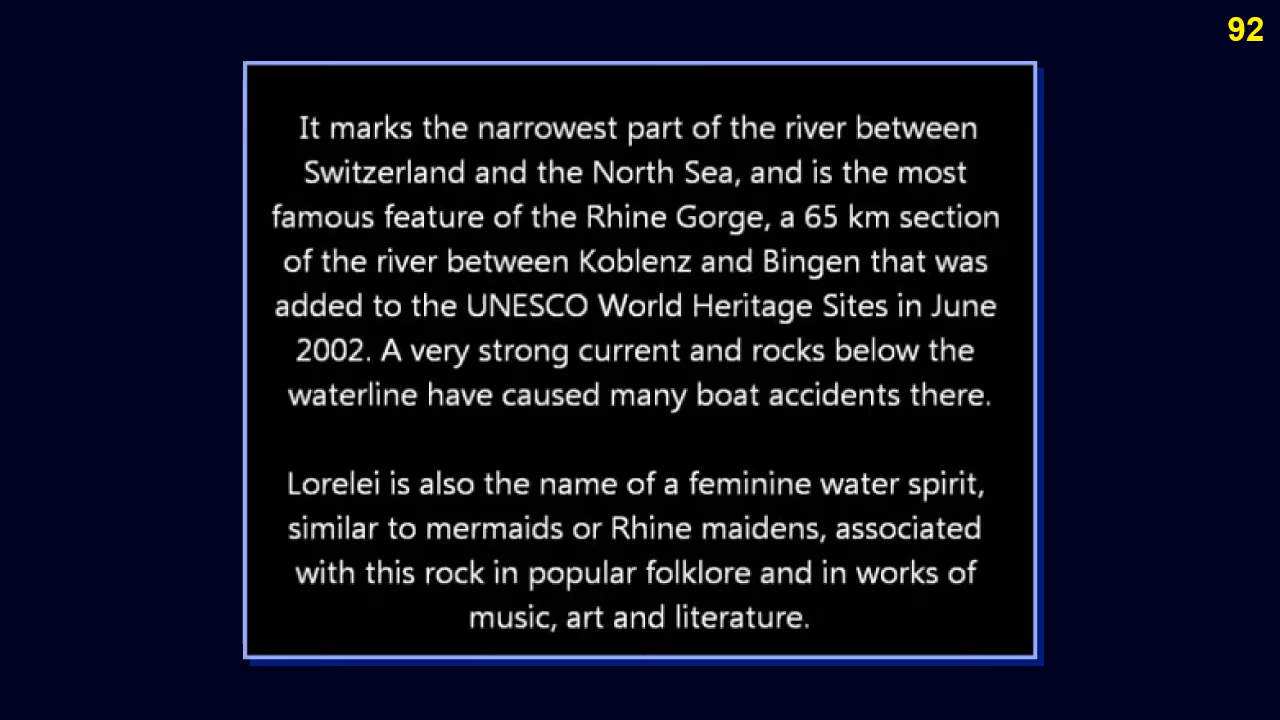 92
It marks the narrowest part of the river between
Switzerland and the North Sea, and is the most
famous feature of the Rhine Gorge, a 65 km section
of the river between Koblenz and Bingen that was
added to the UNESCO World Heritage Sites in June
2002. A very strong current and rocks below the
waterline have caused many boat accidents there.
Lorelei is also the name of a feminine water spirit,
similar to mermaids or Rhine maidens, associated
with this rock in popular folklore and in works of
music, art and literature.